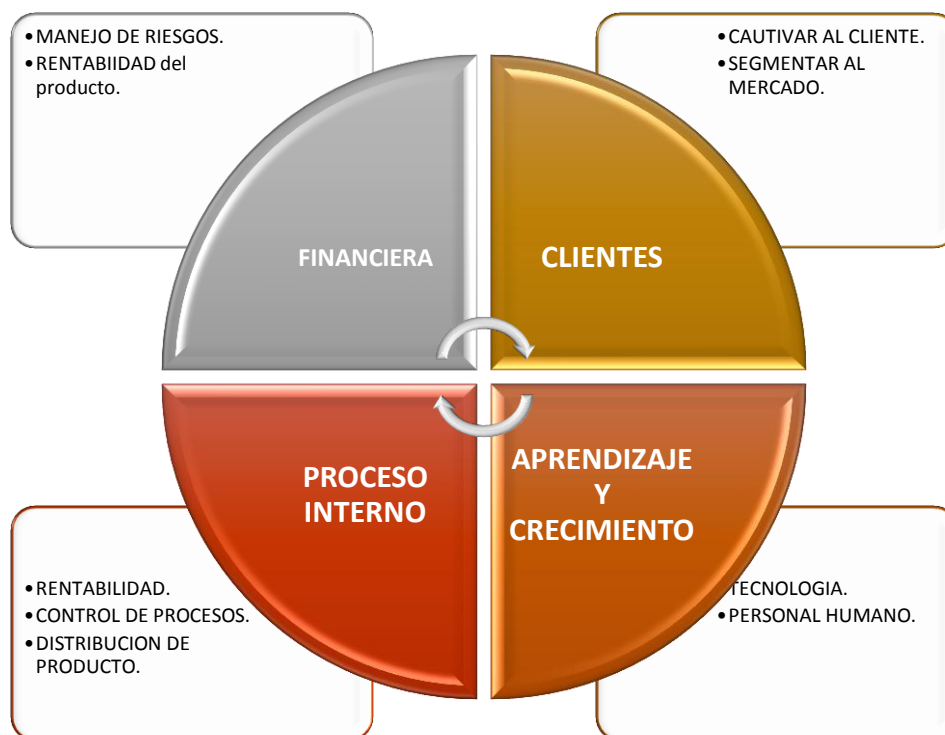 •MANEJO DE RIESGOS.
•RENTABIIDAD del
producto.
•CAUTIVAR AL CLIENTE.
•SEGMENTAR AL
MERCADO.
FINANCIERA
CLIENTES
PROCESO
INTERNO
APRENDIZAJE
Y
CRECIMIENTO
•RENTABILIDAD.
•CONTROL DE PROCESOS.
•DISTRIBUCION DE
PRODUCTO.
TECNOLOGIA.
•PERSONAL HUMANO.